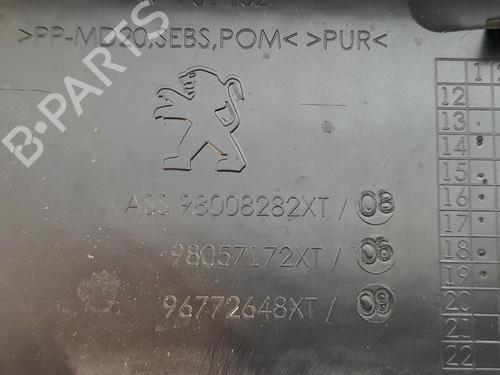 >PP-MD20,SEBS,POM< >PUR<
B-PARTS
ASS 98008282XT / 08
98057172XT / 06
96772648XT / 09
1
12
13
14
15
16
17
18
19
20
21
22